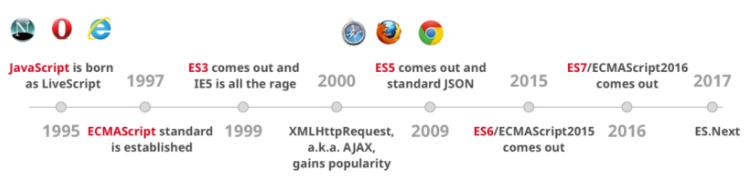 JavaScript is born
as LiveScript
1995
1997
ECMAScript standard
is established
ES3 comes out and
IE5 is all the rage
1999
2000
XMLHttpRequest,
a.k.a. AJAX,
gains popularity
ES5 comes out and
standard JSON
2009
2015
ES6/ECMAScript2015
comes out
ES7/ECMAScript2016
comes out
2016
2017
ES.Next